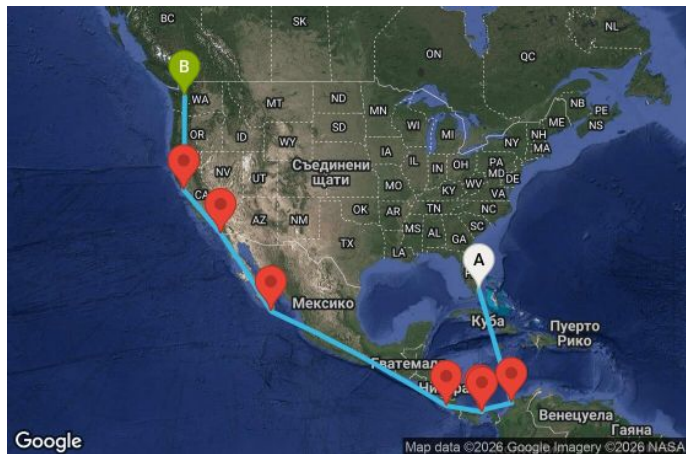 BC
SK
NL
ON
QC
B
WA
MT
ND
MN
NB
PE
NS
ME
OR
ID
SD
WI
MI
NH
NY
MA
WY
IA
PA
NV
Съединени
щати
IL
IN
OH
MD
DE
UT
MO
WV
KY
VA
CA
OK
TN
NC
AZ
NM
AR
SC
MS
AL
GA
TX
LA
A
Мексико
Куба
Пуерто
Рико
Гватемала
Венецуела
Гаяна
Google
Map data ©2026 Google Imagery ©2026 NASA